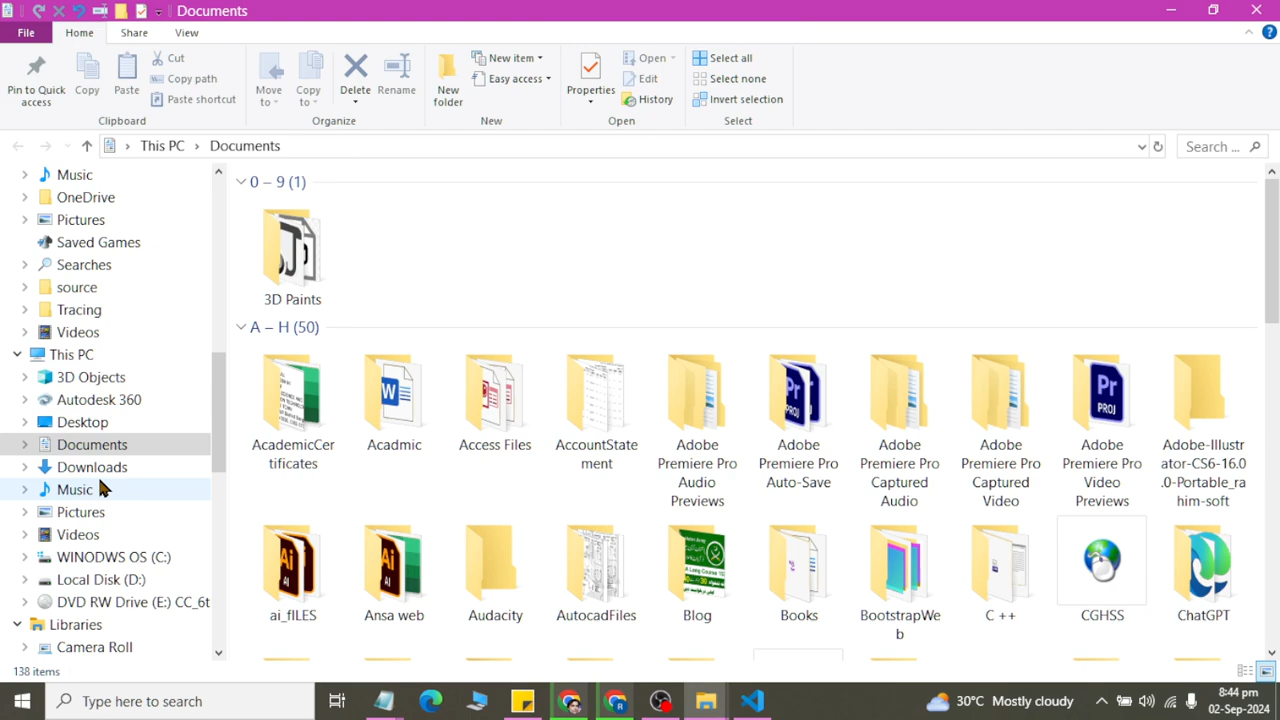 Documents
File Home Share View
Pin to Quick access
Copy
Paste
Cut
Copy path
Paste shortcut
Move to
Copy to
Delete
Rename
New folder
New item
Easy access
Properties
Open
Edit
History
Select all
Select none
Invert selection
Clipboard Organize New Open Select
This PC Documents
Search ...
Music
OneDrive
Pictures
Saved Games
Searches
source
Tracing
Videos
This PC
3D Objects
Autodesk 360
Desktop
Documents
Downloads
Music
Pictures
Videos
WINODWS OS (C:)
Local Disk (D:)
DVD RW Drive (E:) CC_6t
Libraries
Camera Roll
0 – 9 (1)
3D Paints
A – H (50)
AcademicCertificates
Acadmic
Access Files
AccountStatement
Adobe Premiere Pro Audio Previews
Adobe Premiere Pro Auto-Save
Adobe Premiere Pro Captured Audio
Adobe Premiere Pro Captured Video
Adobe Premiere Pro Video Previews
Adobe-Illustrator-CS6-16.0.0-Portable_rahim-soft
ai_fILES
Ansa web
Audacity
AutocadFiles
Blog
Books
BootstrapWeb
C ++
CGHSS
ChatGPT
138 items
Type here to search
30°C Mostly cloudy
8:44 pm
02-Sep-2024